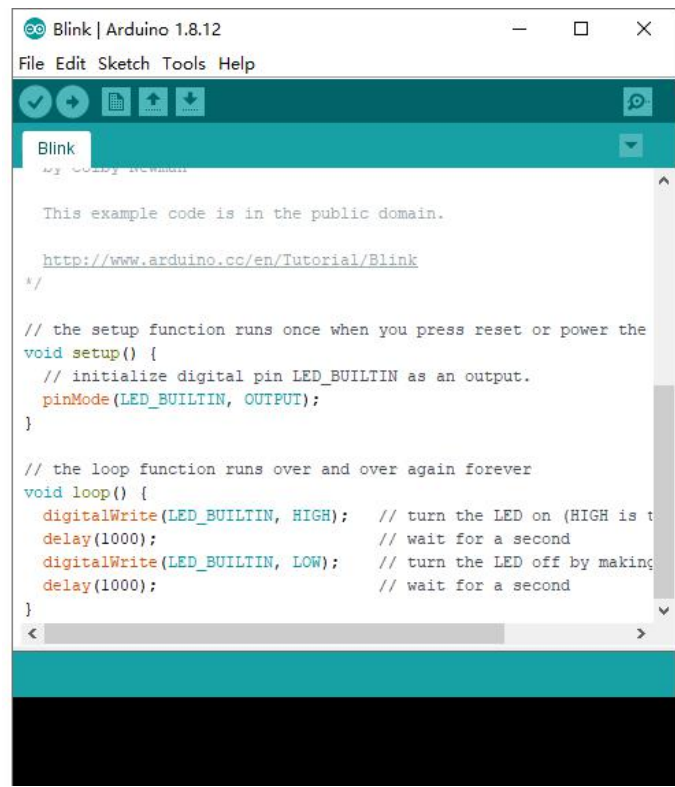 Blink | Arduino 1.8.12
File Edit Sketch Tools Help
Blink
by Colby Newman
This example code is in the public domain.
http://www.arduino.cc/en/Tutorial/Blink
*/
// the setup function runs once when you press reset or power the
void setup() {
// initialize digital pin LED_BUILTIN as an output.
pinMode(LED_BUILTIN, OUTPUT);
}
// the loop function runs over and over again forever
void loop() {
digitalWrite(LED_BUILTIN, HIGH); // turn the LED on (HIGH is t
delay(1000); // wait for a second
digitalWrite(LED_BUILTIN, LOW); // turn the LED off by making
delay(1000); // wait for a second
}